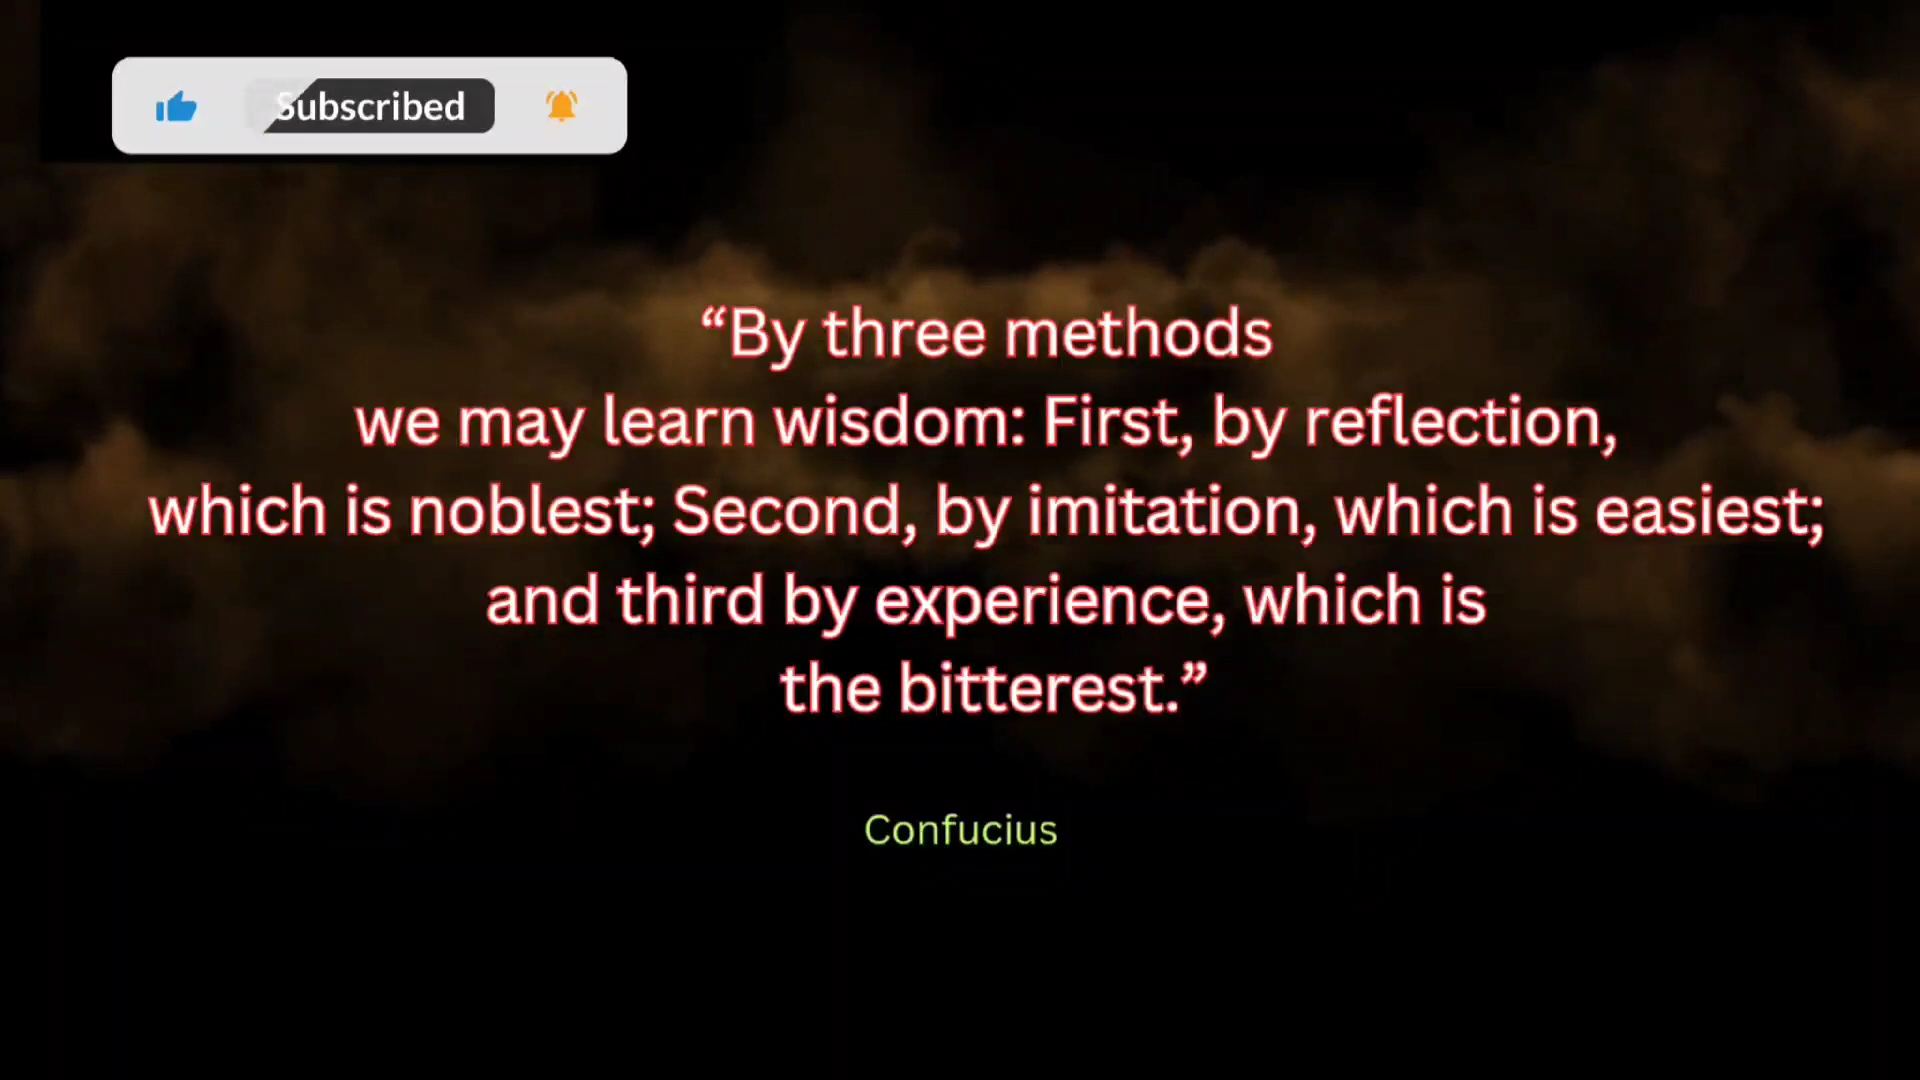 Subscribed
“By three methods
we may learn wisdom: First, by reflection,
which is noblest; Second, by imitation, which is easiest;
and third by experience, which is
the bitterest.”
Confucius